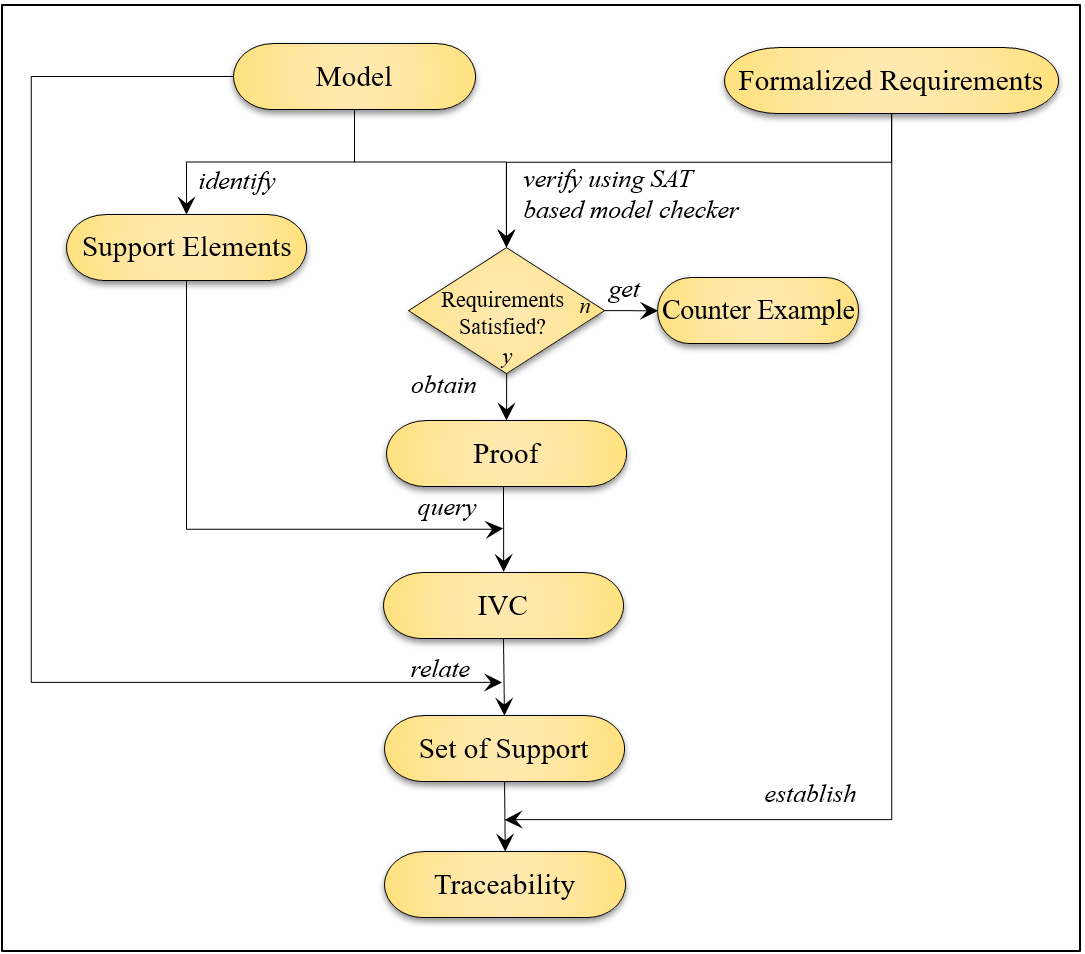 Model
Formalized Requirements
identify
verify using SAT
based model checker
Support Elements
Requirements
Satisfied?
n
y
get
Counter Example
obtain
Proof
query
IVC
relate
Set of Support
establish
Traceability